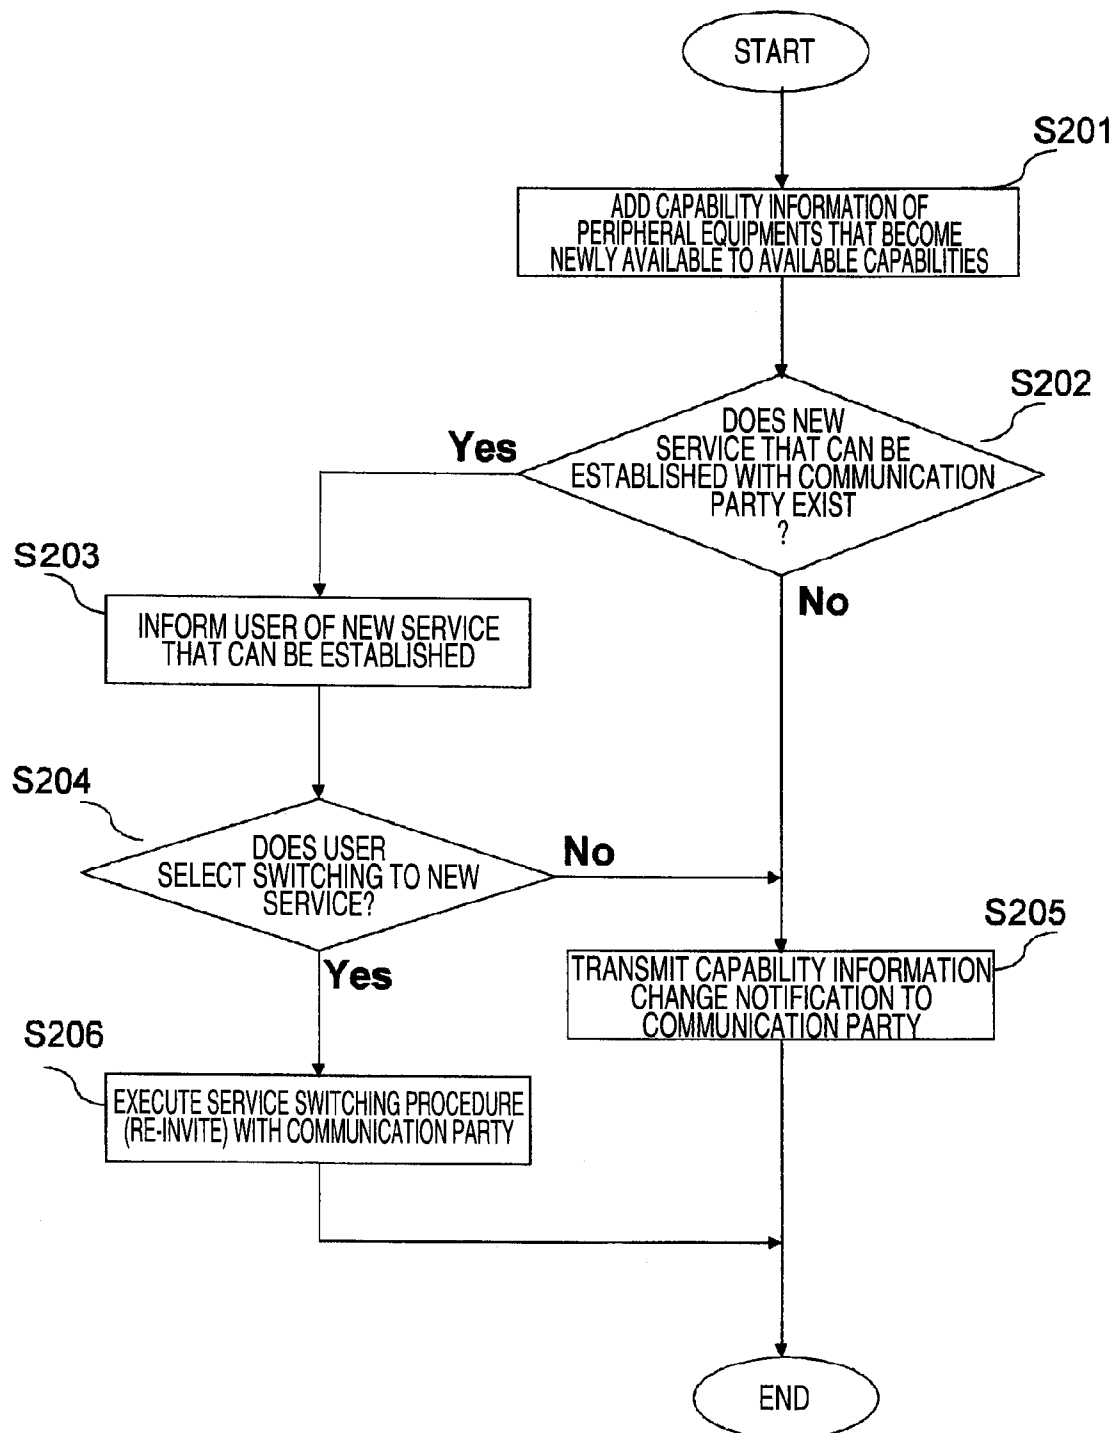 START
S201
ADD CAPABILITY INFORMATION OF
PERIPHERAL EQUIPMENTS THAT BECOME
NEWLY AVAILABLE TO AVAILABLE CAPABILITIES
S202
DOES NEW
SERVICE THAT CAN BE
ESTABLISHED WITH COMMUNICATION
PARTY EXIST
?
Yes
No
S203
INFORM USER OF NEW SERVICE
THAT CAN BE ESTABLISHED
S204
DOES USER
SELECT SWITCHING TO NEW
SERVICE?
No
Yes
S205
TRANSMIT CAPABILITY INFORMATION
CHANGE NOTIFICATION TO
COMMUNICATION PARTY
S206
EXECUTE SERVICE SWITCHING PROCEDURE
(RE-INVITE) WITH COMMUNICATION PARTY
END